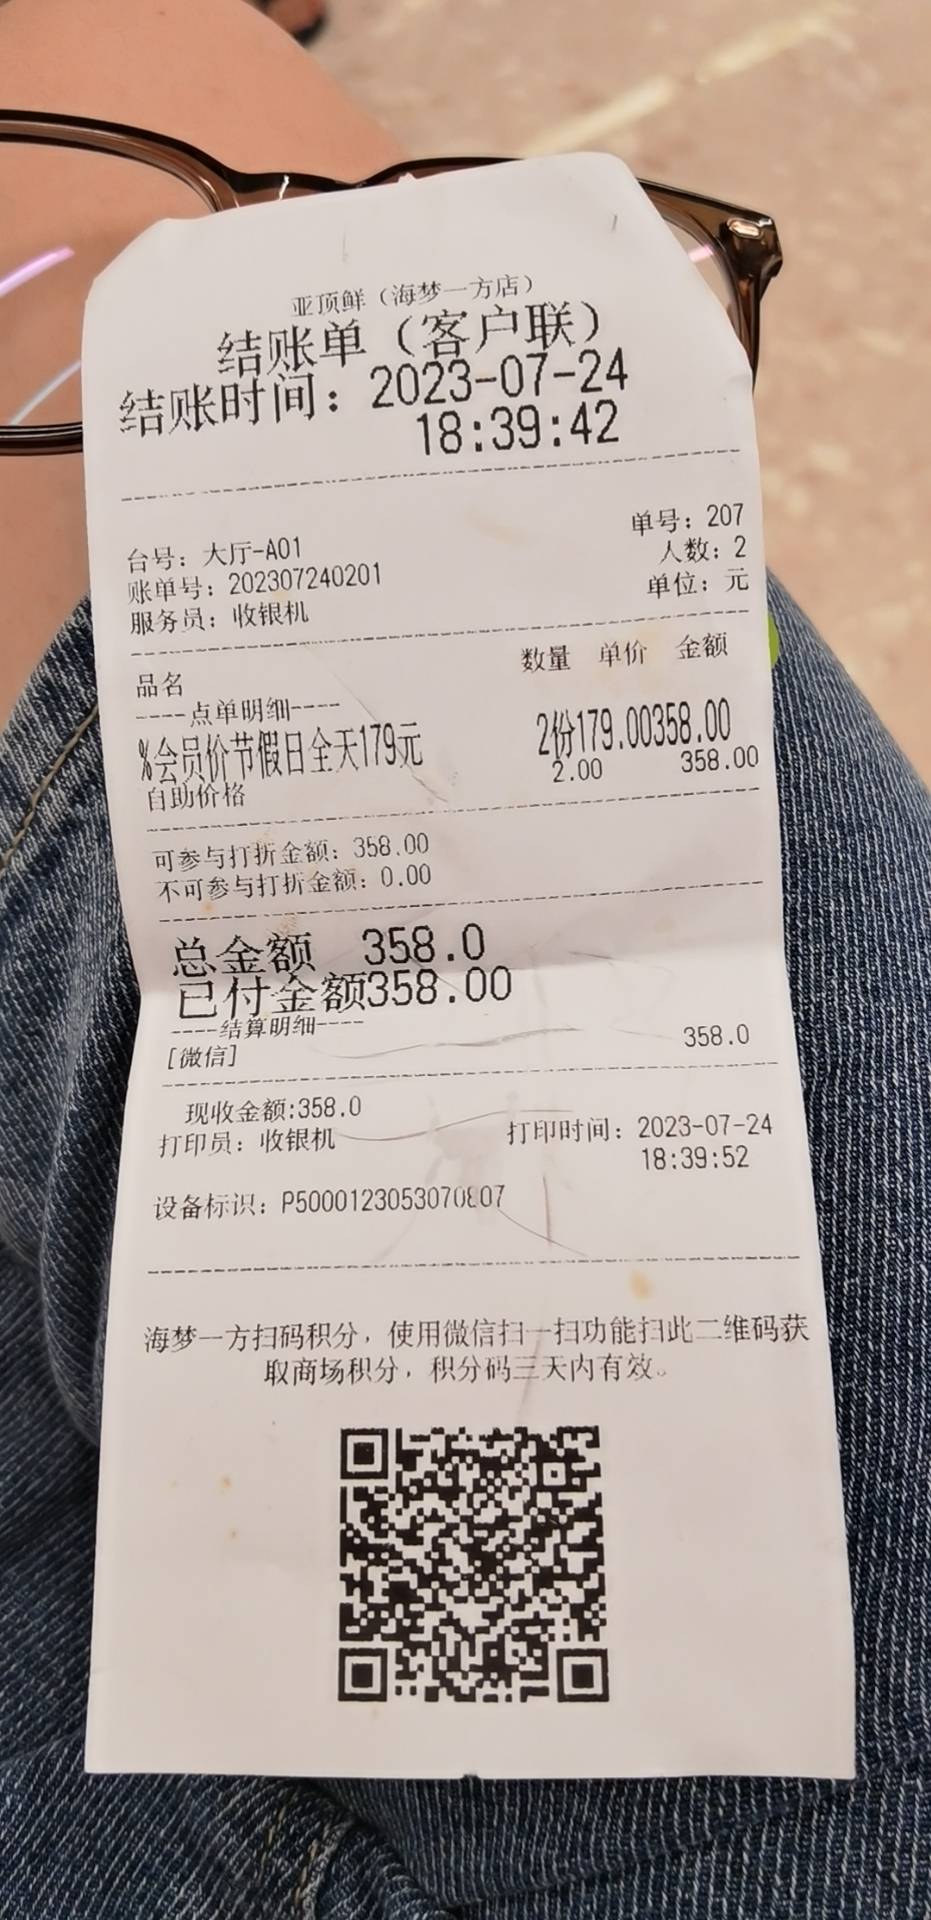 亚顶鲜（海梦一方店）
结账单（客户联）
结账时间：2023-07-24
18:39:42
单号：207
台号：大厅-A01
人数：2
账单号：202307240201
单位：元
服务员：收银机
品名 数量 单价 金额
----点单明细----
%会员价节假日全天179元 2份179.00358.00
自助价格 2.00 358.00
可参与打折金额：358.00
不可参与打折金额：0.00
总金额 358.0
已付金额358.00
----结算明细----
[微信] 358.0
现收金额:358.0
打印员：收银机 打印时间：2023-07-24
18:39:52
设备标识：P5000123053070807
海梦一方扫码积分，使用微信扫一扫功能扫此二维码获
取商场积分，积分码三天内有效。